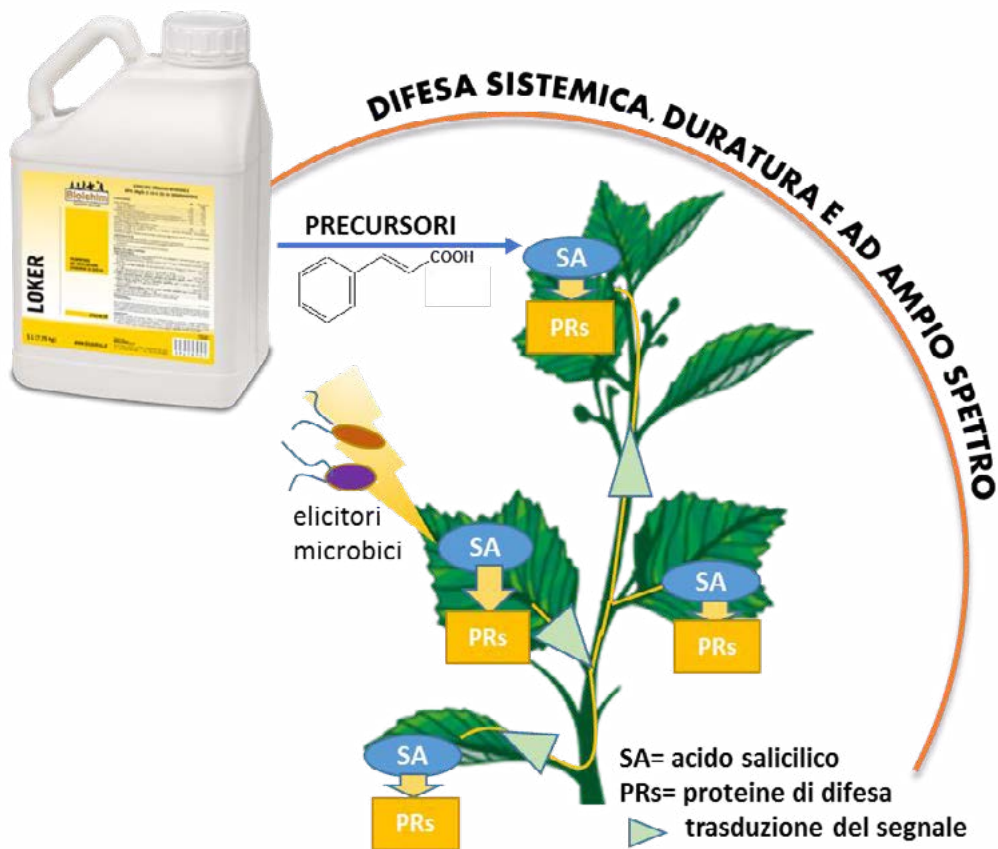 DIFESA SISTEMICA, DURATURA E AD AMPIO SPETTRO
Biolchim
LOKER
PRECURSORI
COOH
SA
PRs
elicitori
microbici
SA
PRs
SA
PRs
SA
PRs
SA= acido salicilico
PRs= proteine di difesa
trasduzione del segnale